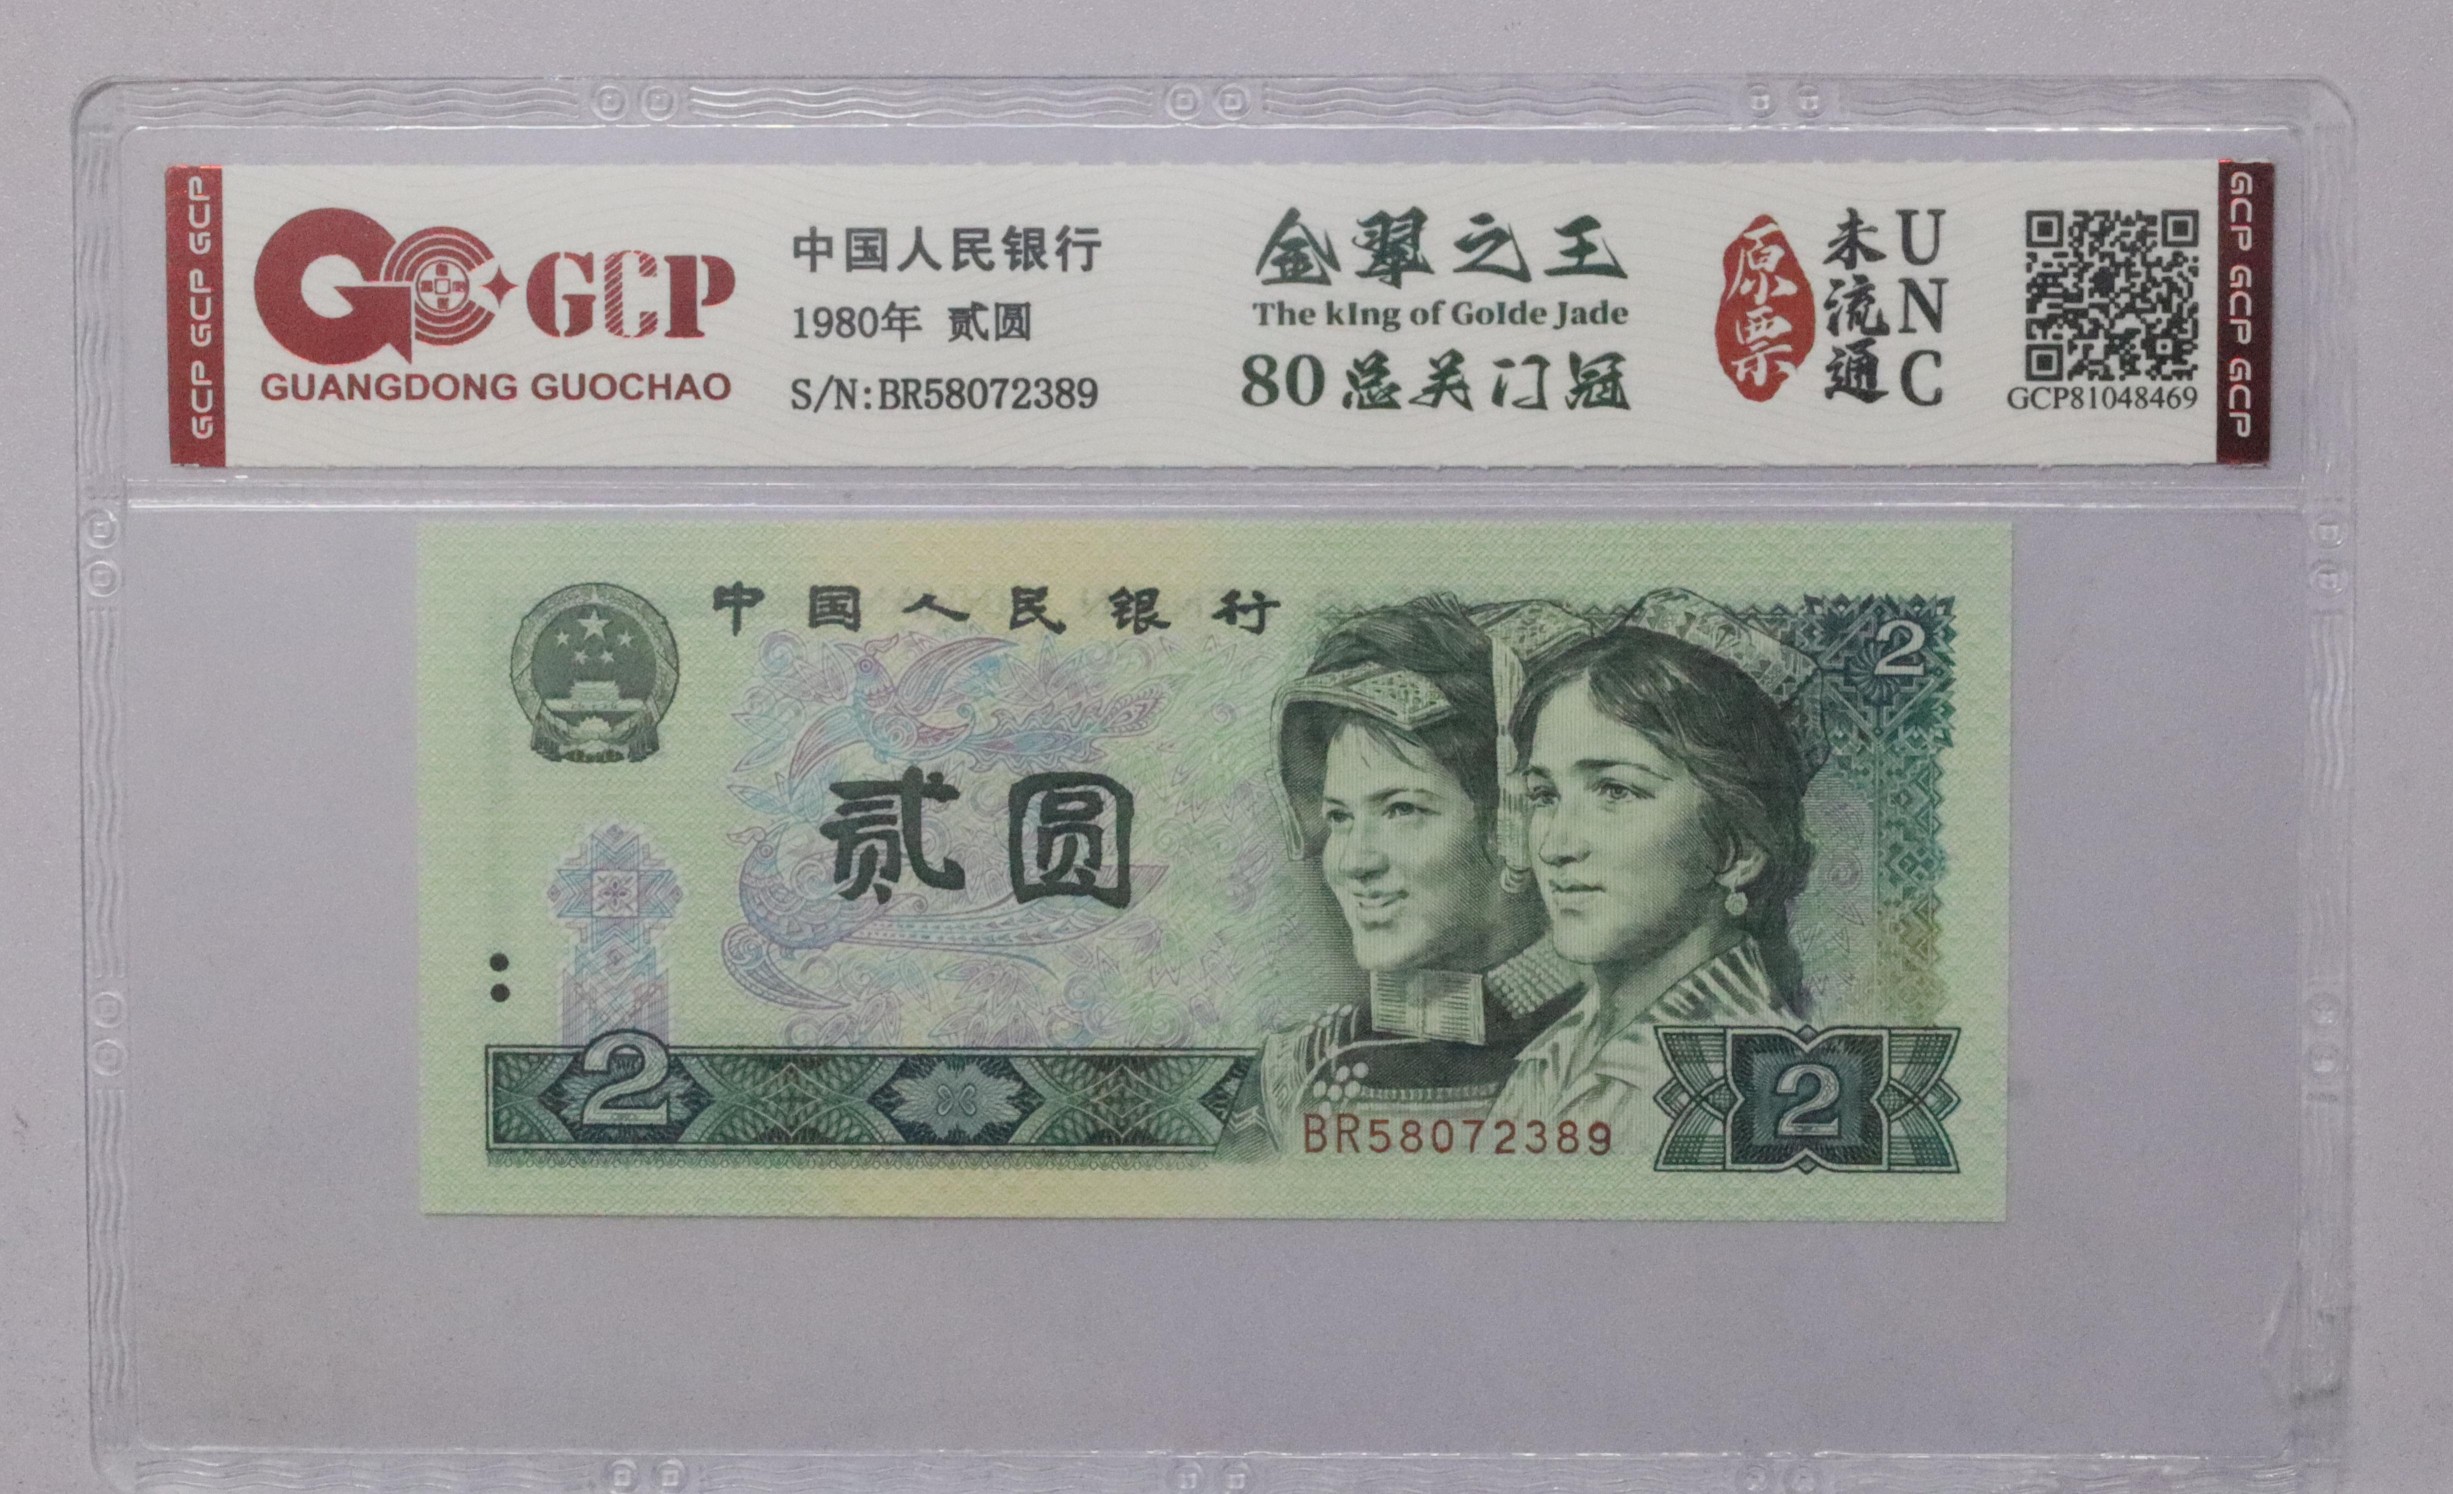 GCP GCP GCP
GCP
GUANGDONG GUOCHAO
中国人民银行
1980年 贰圆
S/N:BR58072389
金翠之王
The kIng of Golde Jade
80总关门冠
原票
未流通
UNC
GCP81048469
GCP GCP GCP
中国人民银行
2
贰圆
2
BR58072389
2